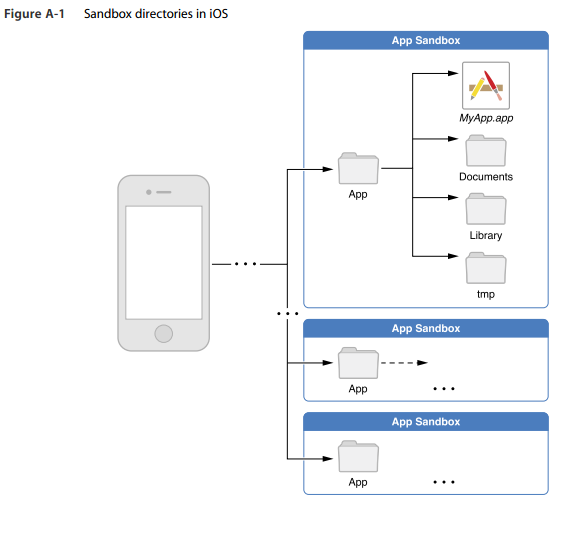 Figure A-1 Sandbox directories in iOS
App Sandbox
MyApp.app
Documents
App
Library
tmp
App Sandbox
App
App Sandbox
App